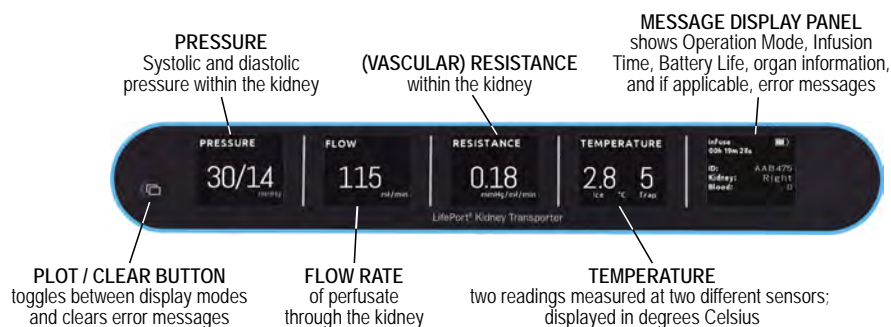 MESSAGE DISPLAY PANEL
shows Operation Mode, Infusion
Time, Battery Life, organ information,
and if applicable, error messages
PRESSURE
Systolic and diastolic
pressure within the kidney
(VASCULAR) RESISTANCE
within the kidney
PRESSURE
30/14
mmHg
FLOW
115
ml/min
RESISTANCE
0.18
mmHg/ml/min
TEMPERATURE
2.8 5
Ice °C Trap
Infuse
00h 19m 28s
ID: AAB475
Kidney: Right
Blood: O
LifePort® Kidney Transporter
PLOT / CLEAR BUTTON
toggles between display modes
and clears error messages
FLOW RATE
of perfusate
through the kidney
TEMPERATURE
two readings measured at two different sensors;
displayed in degrees Celsius